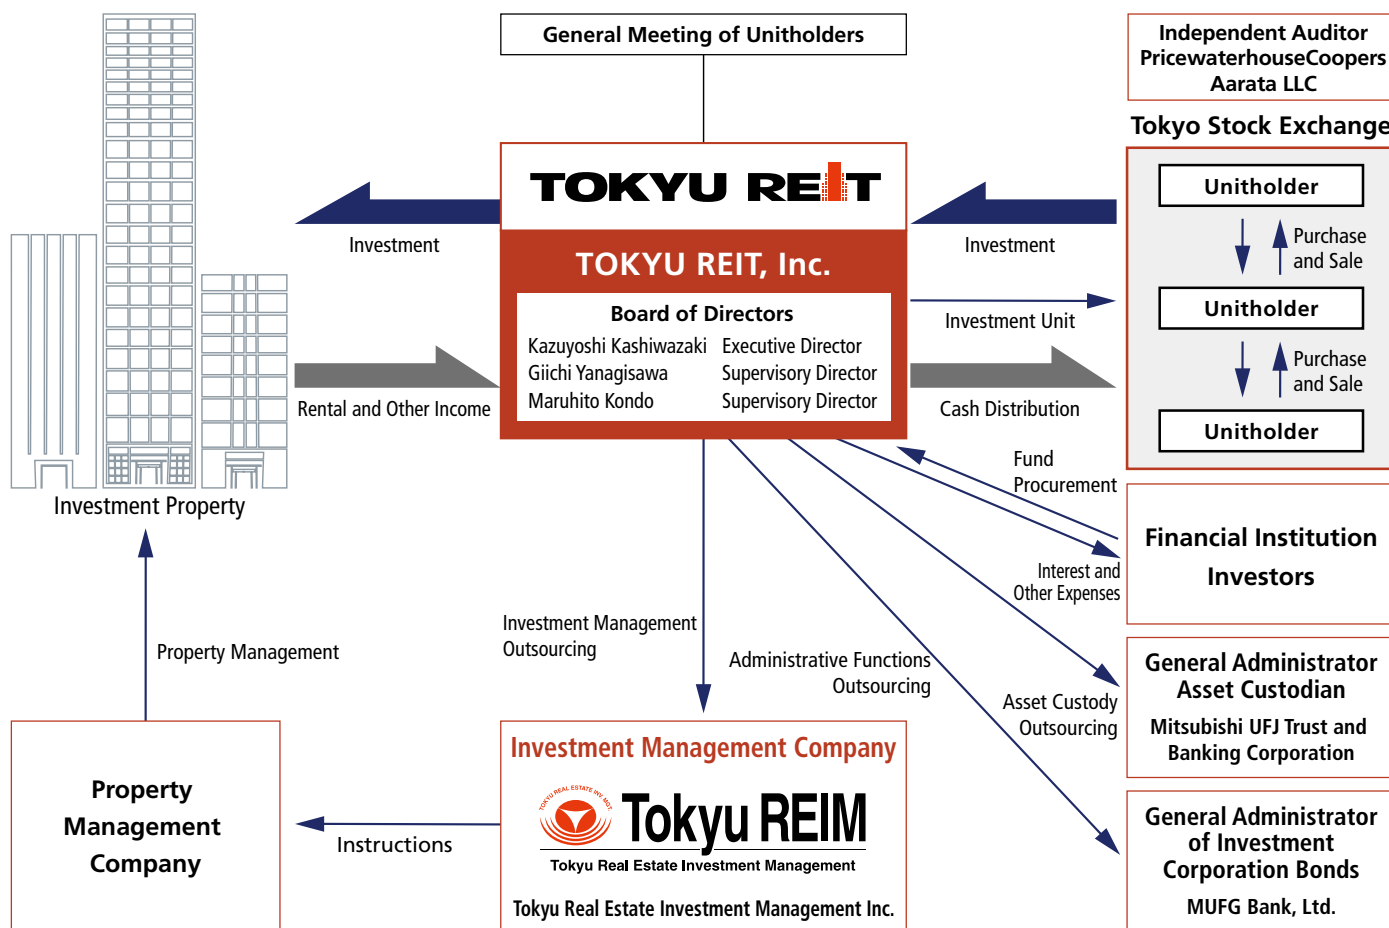 General Meeting of Unitholders
Independent Auditor
PricewaterhouseCoopers
Aarata LLC
Tokyo Stock Exchange
TOKYU REIT
Unitholder
Investment
Investment
Purchase
and Sale
TOKYU REIT, Inc.
Board of Directors
Kazuyoshi Kashiwazaki Executive Director
Giichi Yanagisawa Supervisory Director
Maruhito Kondo Supervisory Director
Unitholder
Investment Unit
Purchase
and Sale
Rental and Other Income
Cash Distribution
Unitholder
Investment Property
Fund
Procurement
Financial Institution
Investors
Interest and
Other Expenses
Investment Management
Outsourcing
Property Management
Administrative Functions
Outsourcing
Asset Custody
Outsourcing
General Administrator
Asset Custodian
Mitsubishi UFJ Trust and
Banking Corporation
Property
Management
Company
Instructions
Investment Management Company
TOKYU REAL ESTATE INV. MGT.
Tokyu REIM
Tokyu Real Estate Investment Management
Tokyu Real Estate Investment Management Inc.
General Administrator
of Investment
Corporation Bonds
MUFG Bank, Ltd.